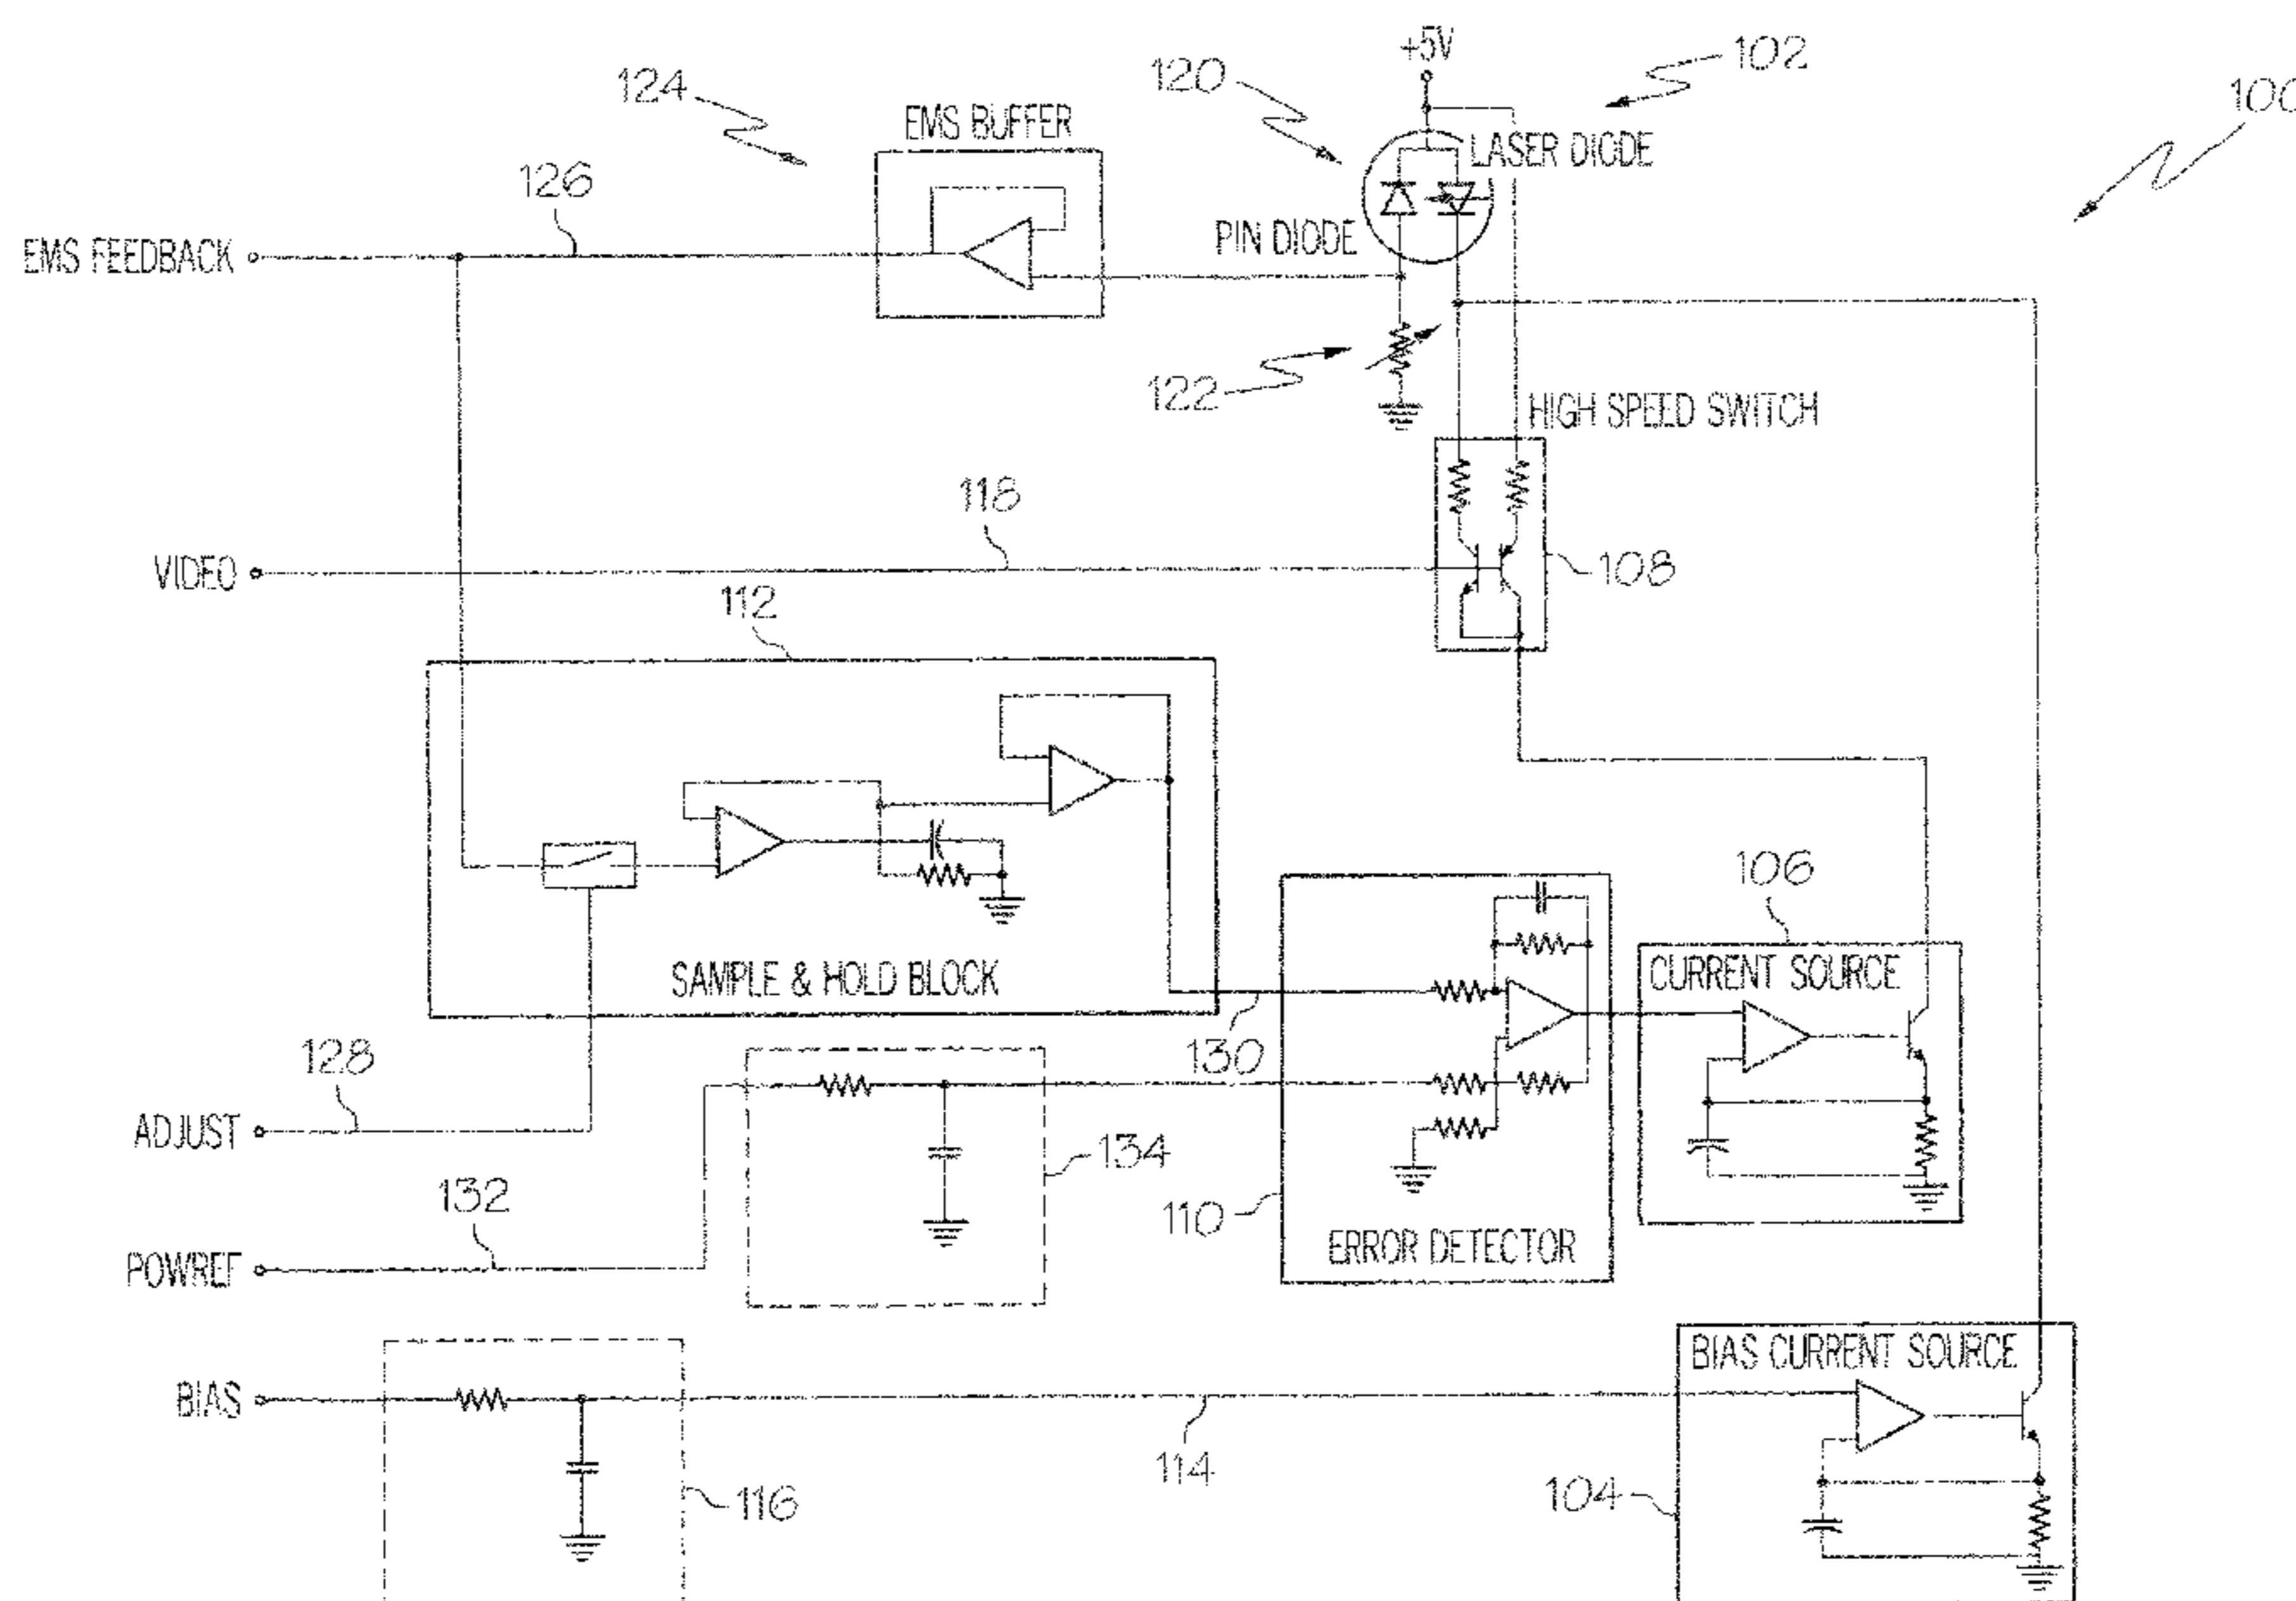 +5V
102
100
120
124
EMS BUFFER
LASER DIODE
126
PIN DIODE
EMS FEEDBACK
122
HIGH SPEED SWITCH
118
VIDEO
108
112
106
CURRENT SOURCE
SAMPLE & HOLD BLOCK
130
128
ADJUST
134
132
110
ERROR DETECTOR
POWREF
BIAS CURRENT SOURCE
BIAS
114
116
104